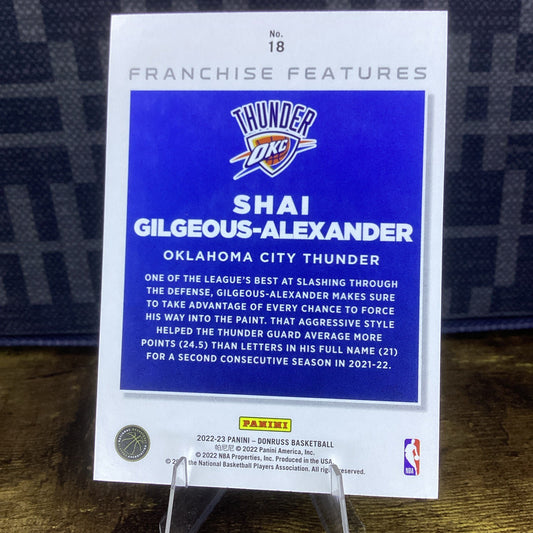 No.
18
FRANCHISE FEATURES
THUNDER
OKC
SHAI
GILGEOUS-ALEXANDER
OKLAHOMA CITY THUNDER
ONE OF THE LEAGUE'S BEST AT SLASHING THROUGH
THE DEFENSE, GILGEOUS-ALEXANDER MAKES SURE
TO TAKE ADVANTAGE OF EVERY CHANCE TO FORCE
HIS WAY INTO THE PAINT. THAT AGGRESSIVE STYLE
HELPED THE THUNDER GUARD AVERAGE MORE
POINTS (24.5) THAN LETTERS IN HIS FULL NAME (21)
FOR A SECOND CONSECUTIVE SEASON IN 2021-22.
PANINI
2022-23 PANINI – DONRUSS BASKETBALL
帕尼尼 © 2022 Panini America, Inc.
© 2022 NBA Properties, Inc. Produced in the USA.
the National Basketball Players Association. All rights reserved.